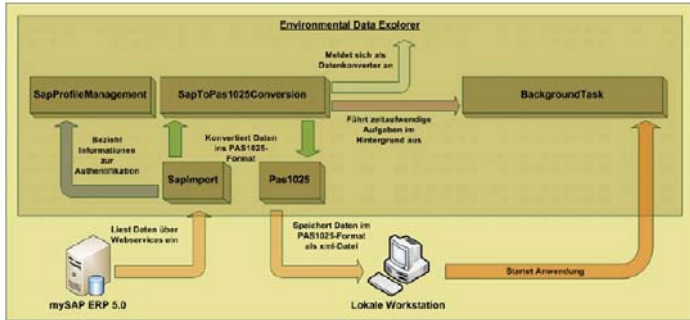 Environmental Data Explorer
Meldet sich als
Datenkonverter an
SapProfileManagement
SapToPas1025Conversion
BackgroundTask
Führt zeitaufwendige
Aufgaben im
Hintergrund aus
Bezieht
Informationen
zur
Authentifikation
Konvertiert Daten
ins PAS1025-
Format
SapImport
Pas1025
Liest Daten über
Webservices ein
Speichert Daten im
PAS1025-Format
als xml-Datei
Startet Anwendung
mySAP ERP 5.0
Lokale Workstation